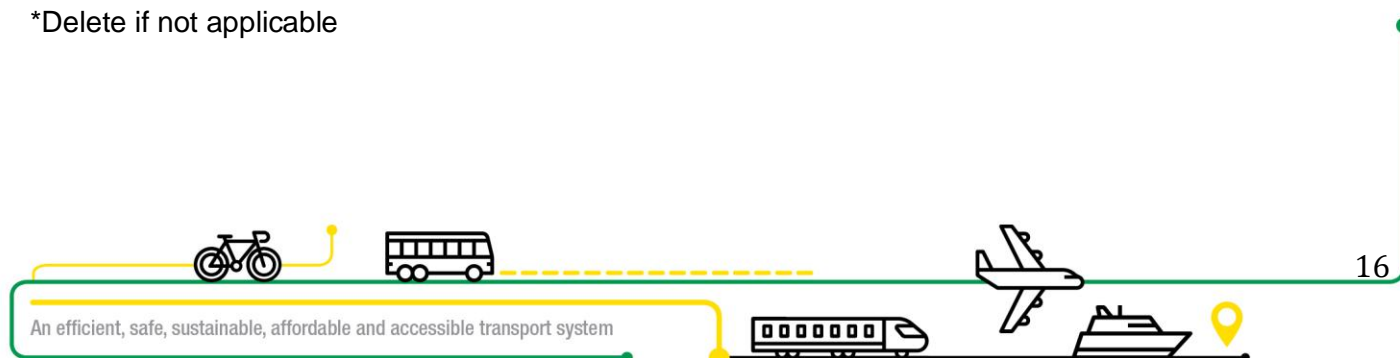 *Delete if not applicable
16
An efficient, safe, sustainable, affordable and accessible transport system